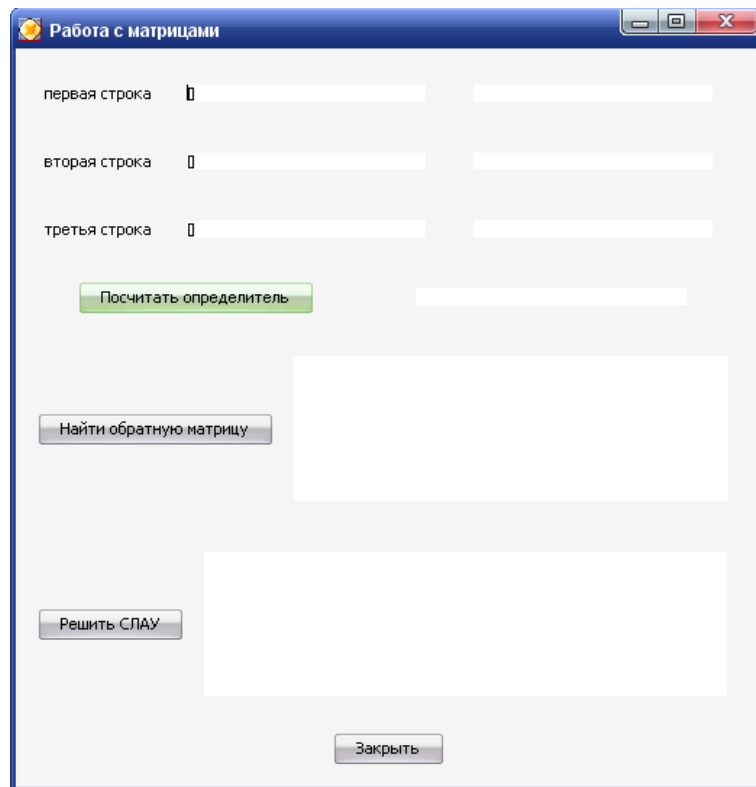 Работа с матрицами
первая строка []
вторая строка []
третья строка []
Посчитать определитель
Найти обратную матрицу
Решить СЛАУ
Закрыть